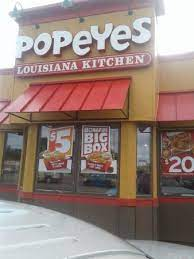 POPEYES
LOUISIANA KITCHEN
$5
BONAFIDE
BIG
BOX
$20